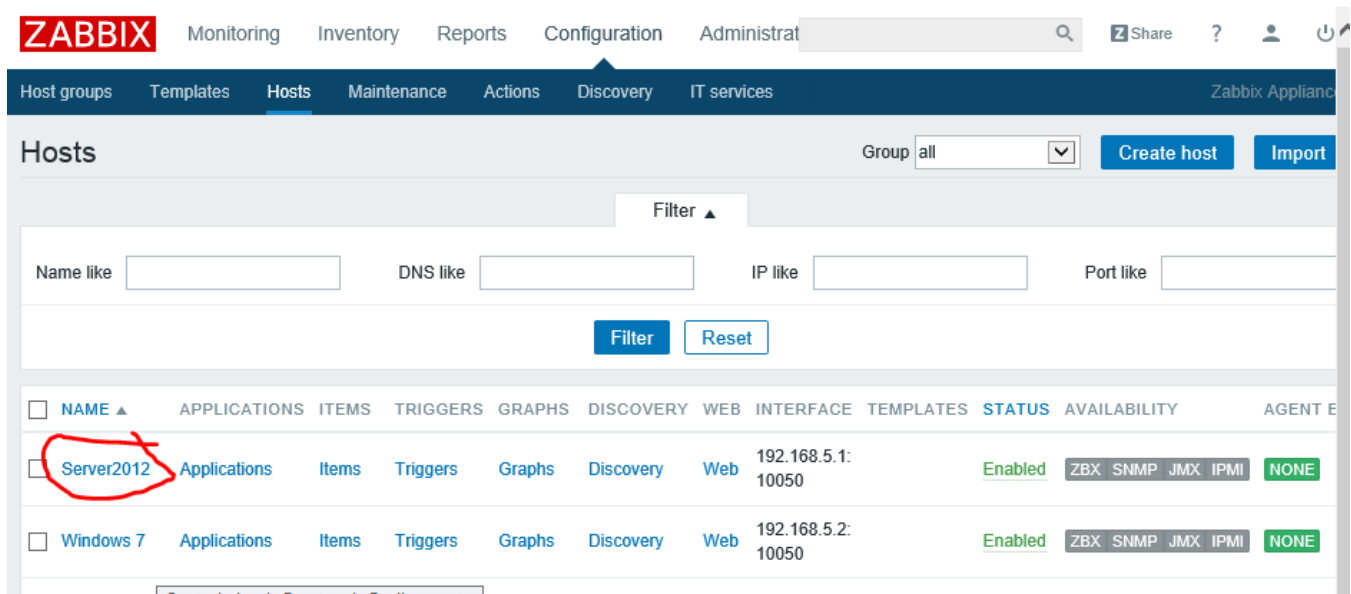 ZABBIX Monitoring Inventory Reports Configuration Administrat Share ?
Host groups Templates Hosts Maintenance Actions Discovery IT services Zabbix Applianc
Hosts Group all Create host Import
Filter
Name like DNS like IP like Port like
Filter Reset
NAME APPLICATIONS ITEMS TRIGGERS GRAPHS DISCOVERY WEB INTERFACE TEMPLATES STATUS AVAILABILITY AGENT E
Server2012 Applications Items Triggers Graphs Discovery Web 192.168.5.1: Enabled ZBX SNMP JMX IPMI NONE
10050
Windows 7 Applications Items Triggers Graphs Discovery Web 192.168.5.2: Enabled ZBX SNMP JMX IPMI NONE
10050